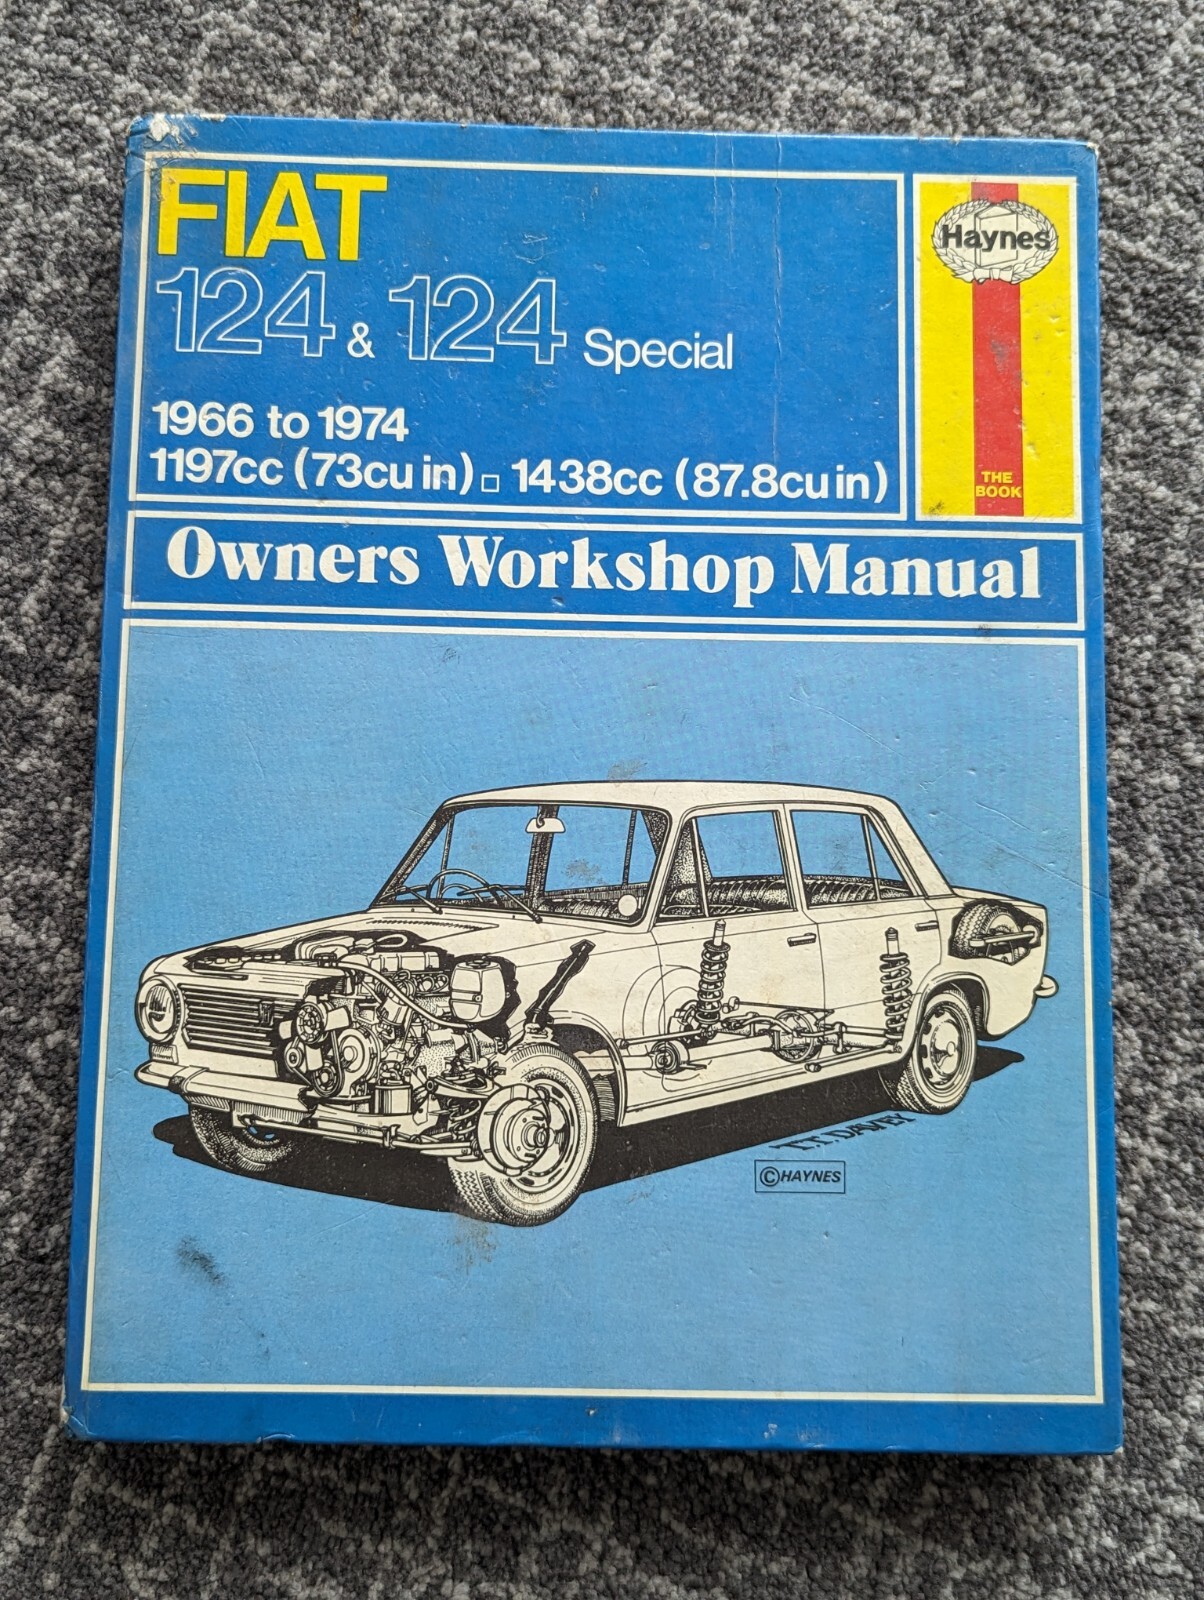 FIAT
124 & 124 Special
1966 to 1974
1197cc (73cu in) □ 1438cc (87.8cu in)
Haynes
THE
BOOK
Owners Workshop Manual
T.T. DAVEY
©HAYNES